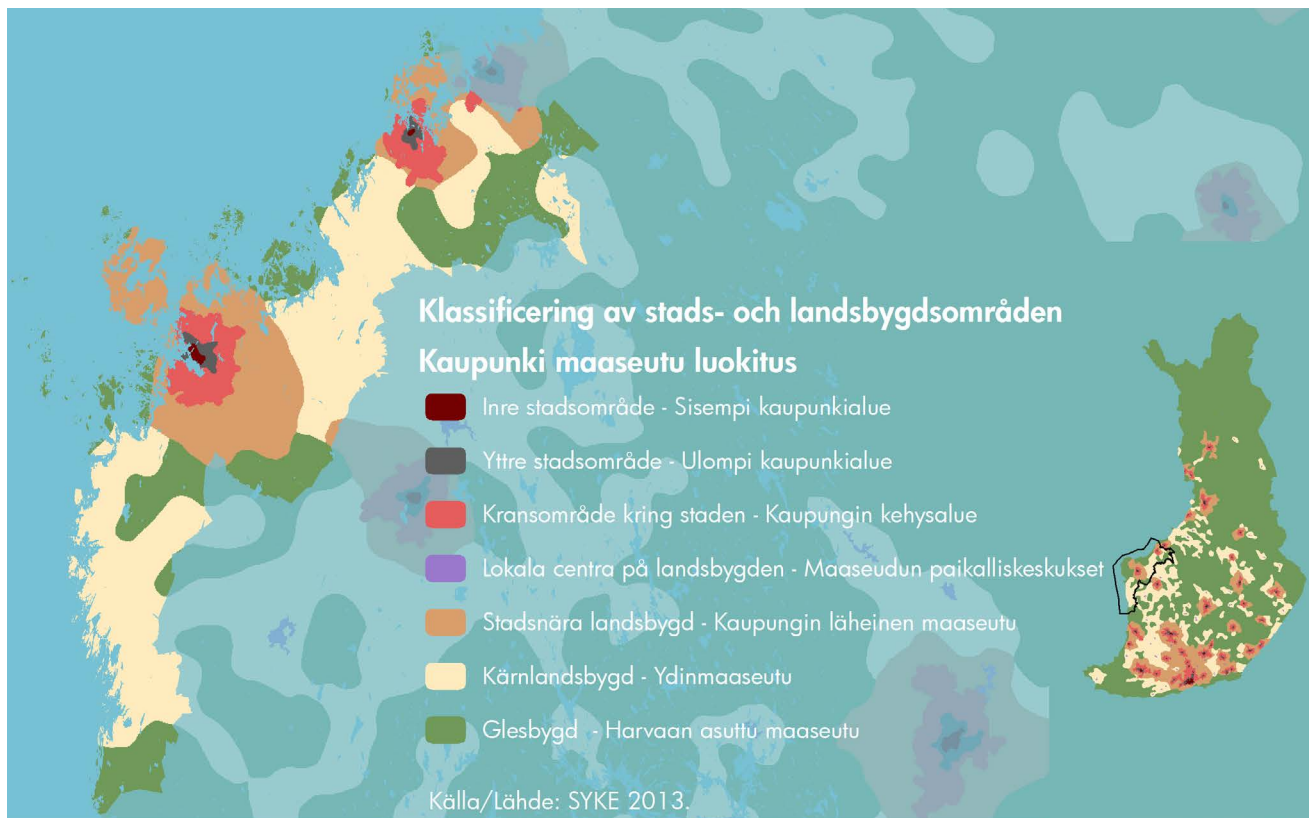 Klassificering av stads- och landsbygdsområden
Kaupunki maaseutu luokitus
Inre stadsområde - Sisempi kaupunkialue
Yttre stadsområde - Ulompi kaupunkialue
Kransområde kring staden - Kaupungin kehysalue
Lokala centra på landsbygden - Maaseudun paikalliskeskukset
Stadsnära landsbygd - Kaupungin läheinen maaseutu
Kärnlandsbygd - Ydinmaaseutu
Glesbygd - Harvaan asuttu maaseutu
Källa/Lähde: SYKE 2013.